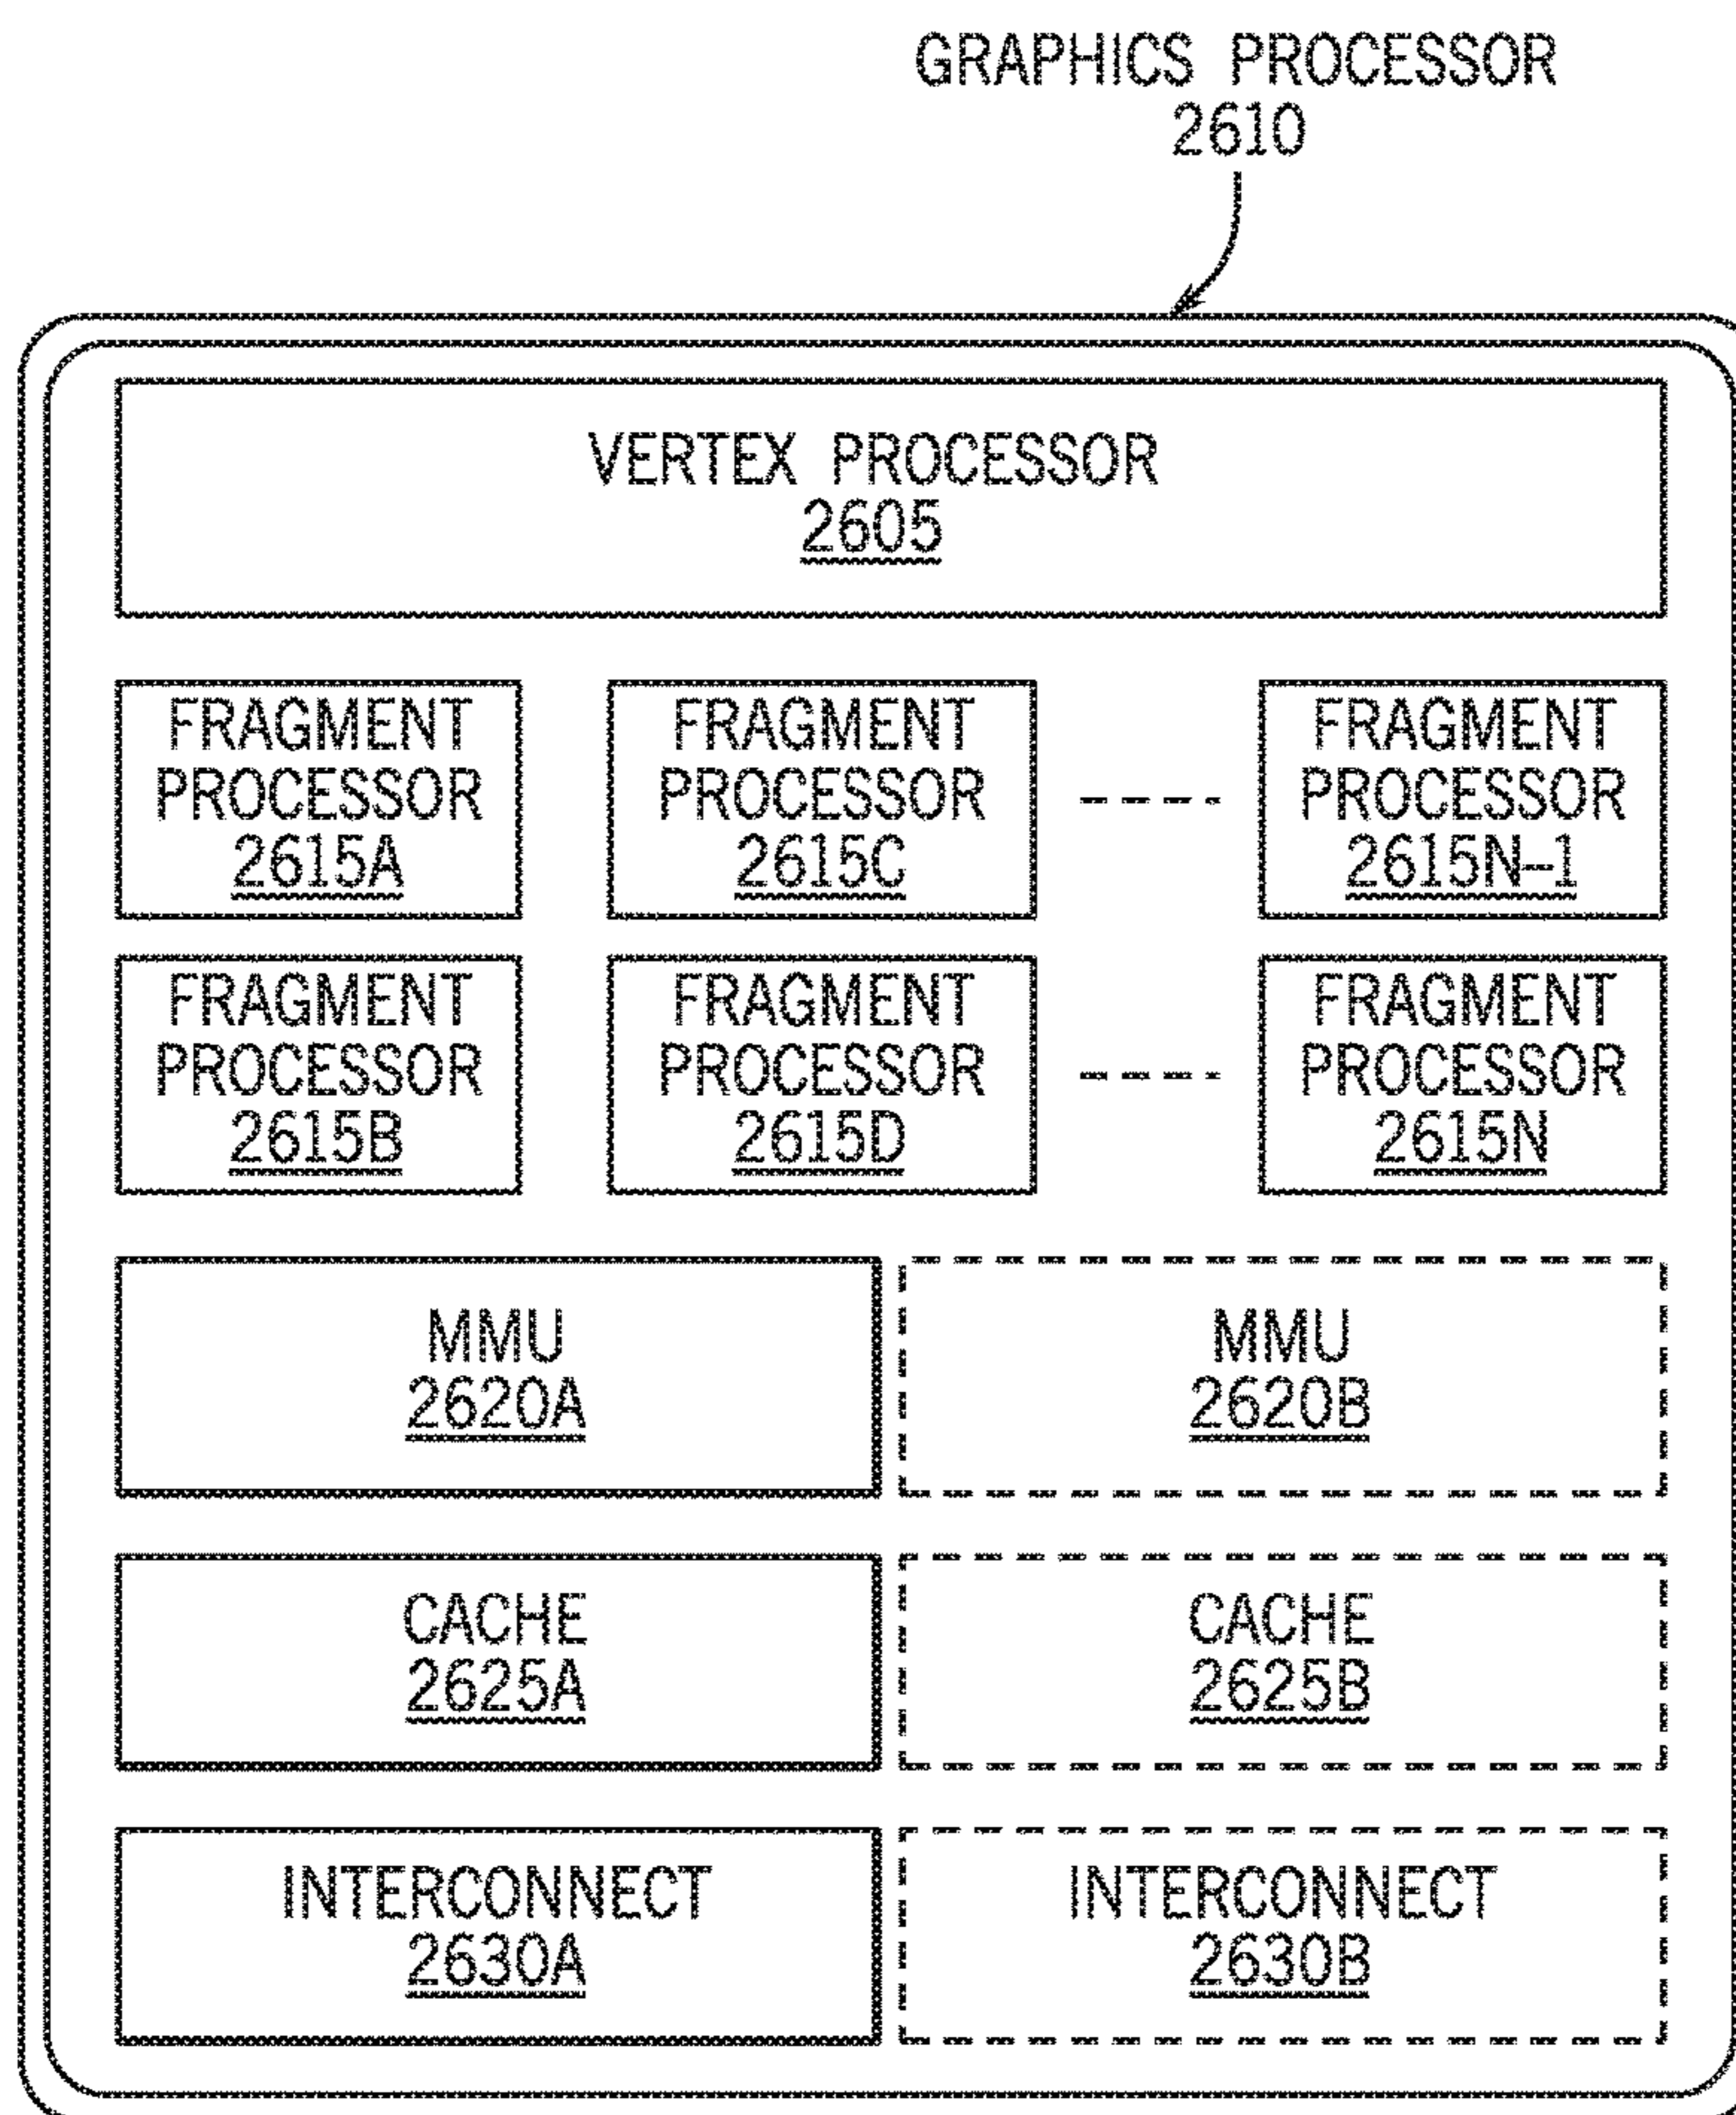 GRAPHICS PROCESSOR
2610
VERTEX PROCESSOR
2605
FRAGMENT
PROCESSOR
2615A
FRAGMENT
PROCESSOR
2615C
FRAGMENT
PROCESSOR
2615N-1
FRAGMENT
PROCESSOR
2615B
FRAGMENT
PROCESSOR
2615D
FRAGMENT
PROCESSOR
2615N
MMU
2620A
MMU
2620B
CACHE
2625A
CACHE
2625B
INTERCONNECT
2630A
INTERCONNECT
2630B